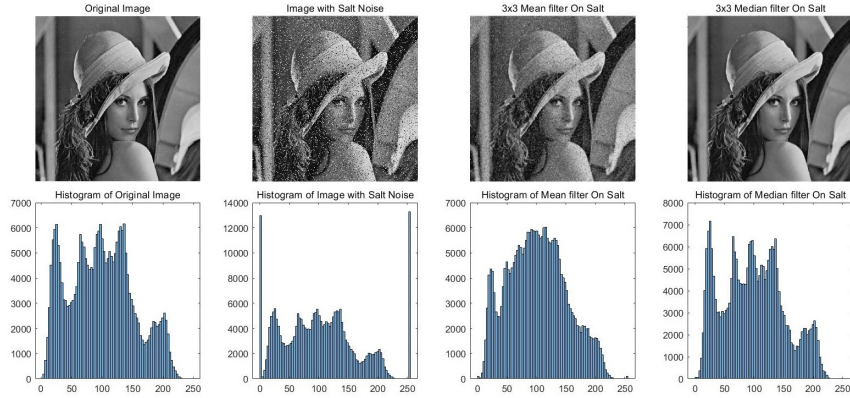 Original Image
Image with Salt Noise
3x3 Mean filter On Salt
3x3 Median filter On Salt
Histogram of Original Image
Histogram of Image with Salt Noise
Histogram of Mean filter On Salt
Histogram of Median filter On Salt
7000
6000
5000
4000
3000
2000
1000
0
0 50 100 150 200 250
14000
12000
10000
8000
6000
4000
2000
0
0 50 100 150 200 250
7000
6000
5000
4000
3000
2000
1000
0
0 50 100 150 200 250
8000
7000
6000
5000
4000
3000
2000
1000
0
0 50 100 150 200 250